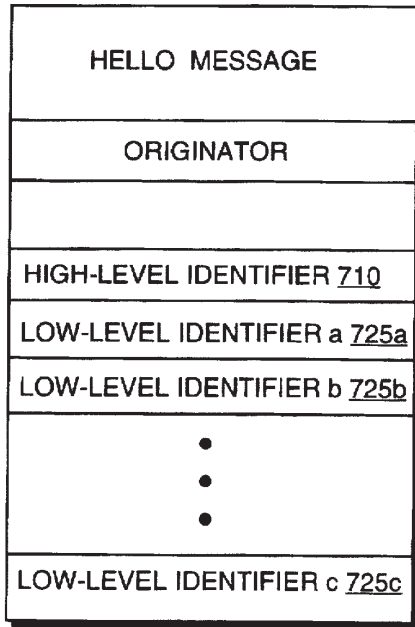 HELLO MESSAGE
ORIGINATOR
HIGH-LEVEL IDENTIFIER 710
LOW-LEVEL IDENTIFIER a 725a
LOW-LEVEL IDENTIFIER b 725b
LOW-LEVEL IDENTIFIER c 725c